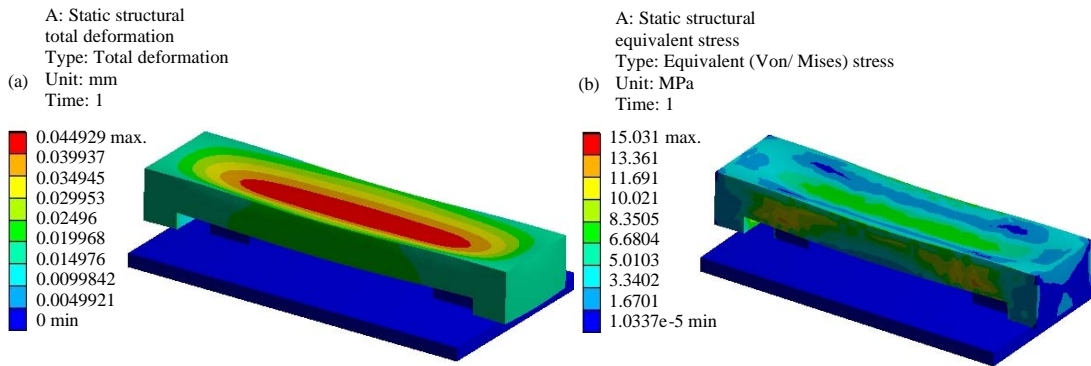 A: Static structural
total deformation
Type: Total deformation
(a) Unit: mm
Time: 1
0.044929 max.
0.039937
0.034945
0.029953
0.02496
0.019968
0.014976
0.0099842
0.0049921
0 min
A: Static structural
equivalent stress
Type: Equivalent (Von/ Mises) stress
(b) Unit: MPa
Time: 1
15.031 max.
13.361
11.691
10.021
8.3505
6.6804
5.0103
3.3402
1.6701
1.0337e-5 min